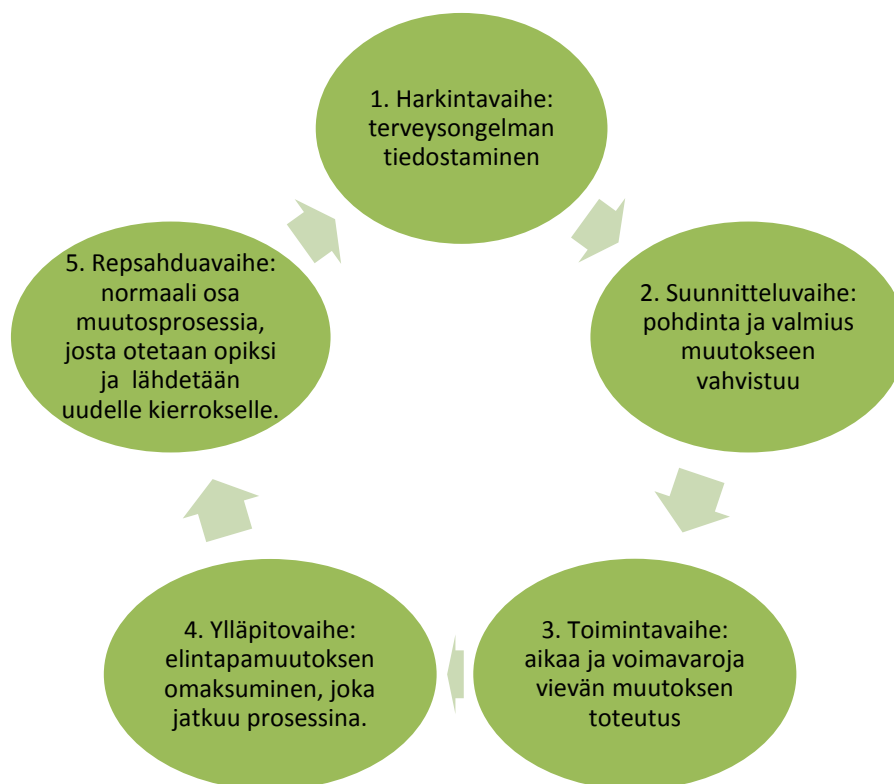 1. Harkintavaihe:
terveysongelman
tiedostaminen
2. Suunnitteluvaihe:
pohdinta ja valmius
muutokseen
vahvistuu
3. Toimintavaihe:
aikaa ja voimavaroja
vievän muutoksen
toteutus
4. Ylläpitovaihe:
elintapamuutoksen
omaksuminen, joka
jatkuu prosessina.
5. Repsahduavaihe:
normaali osa
muutosprosessia,
josta otetaan opiksi
ja lähdetään
uudelle kierrokselle.